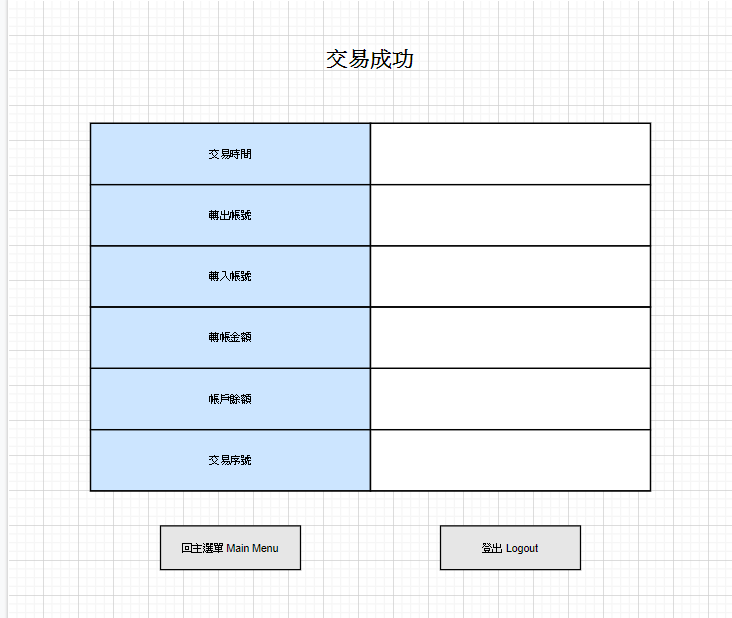 交易成功
交易時間
轉出帳號
轉入帳號
轉帳金額
帳戶餘額
交易序號
回主選單 Main Menu
登出 Logout